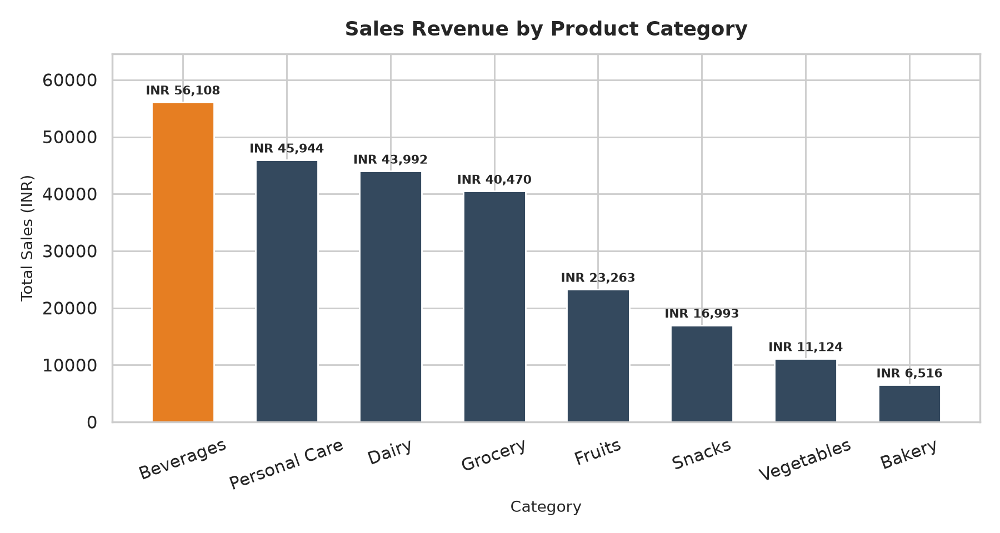 Sales Revenue by Product Category
Total Sales (INR)
60000
50000
40000
30000
20000
10000
0
INR 56,108
INR 45,944
INR 43,992
INR 40,470
INR 23,263
INR 16,993
INR 11,124
INR 6,516
Beverages
Personal Care
Dairy
Grocery
Fruits
Snacks
Vegetables
Bakery
Category